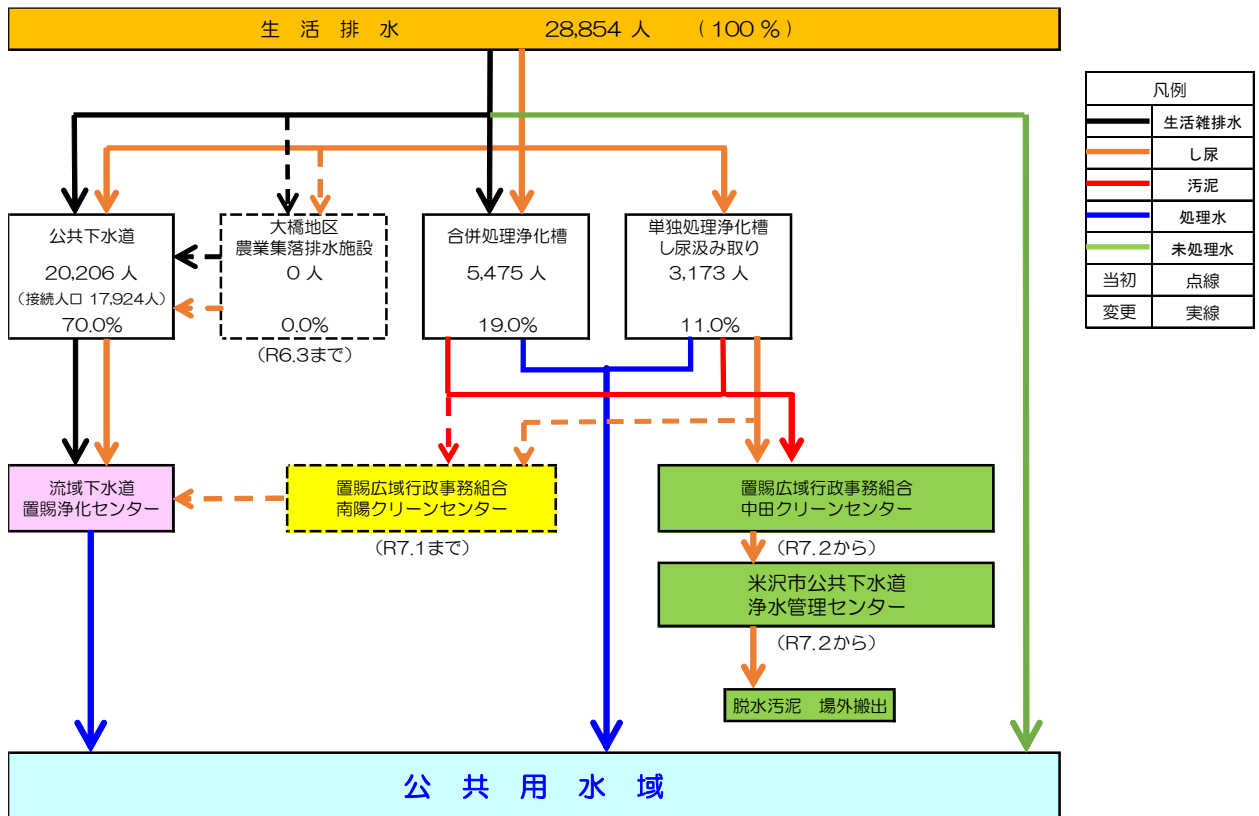 生活排水 28,854 人 (100 %)
凡例
生活雑排水
し尿
汚泥
処理水
未処理水
当初 点線
変更 実線
公共下水道
20,206 人
(接続人口 17,924人)
70.0%
大橋地区
農業集落排水施設
0 人
0.0%
(R6.3まで)
合併処理浄化槽
5,475 人
19.0%
単独処理浄化槽
し尿汲み取り
3,173 人
11.0%
流域下水道
置賜浄化センター
置賜広域行政事務組合
南陽クリーンセンター
(R7.1まで)
置賜広域行政事務組合
中田クリーンセンター
(R7.2から)
米沢市公共下水道
浄水管理センター
(R7.2から)
脱水汚泥 場外搬出
公共用水域